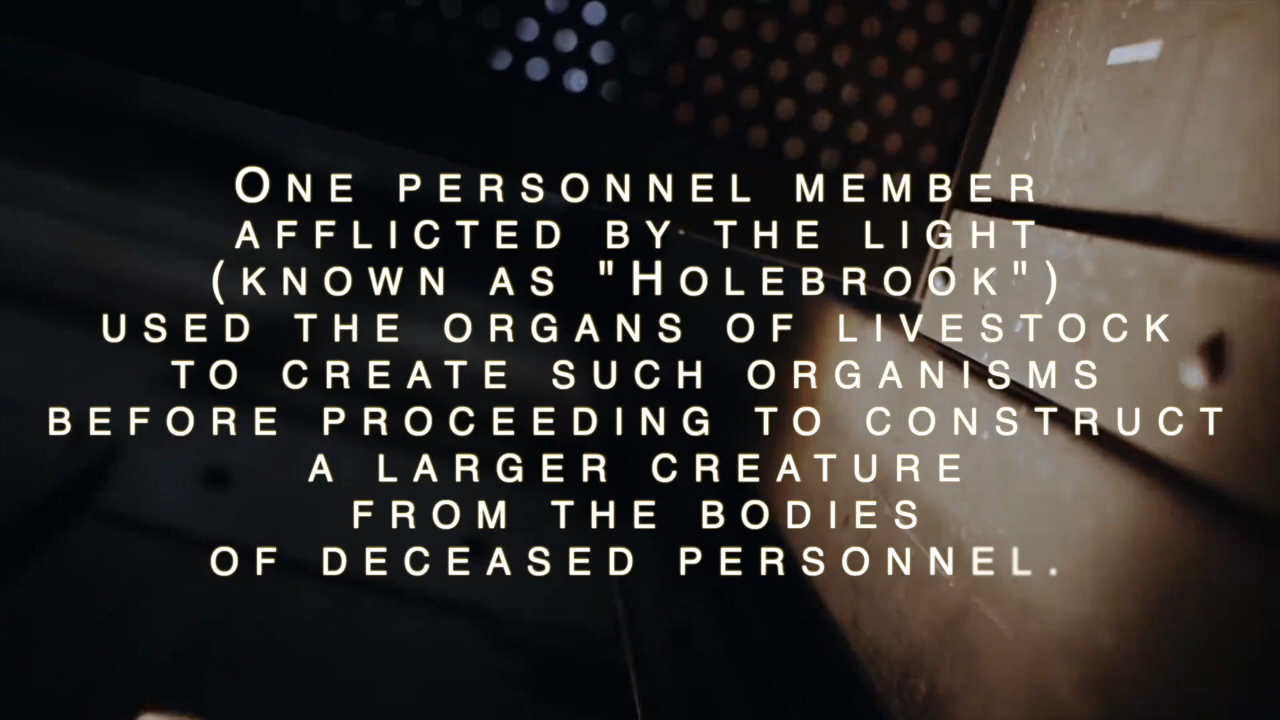 One personnel member
afflicted by the light
(known as "Holebrook")
used the organs of livestock
to create such organisms
before proceeding to construct
a larger creature
from the bodies
of deceased personnel.